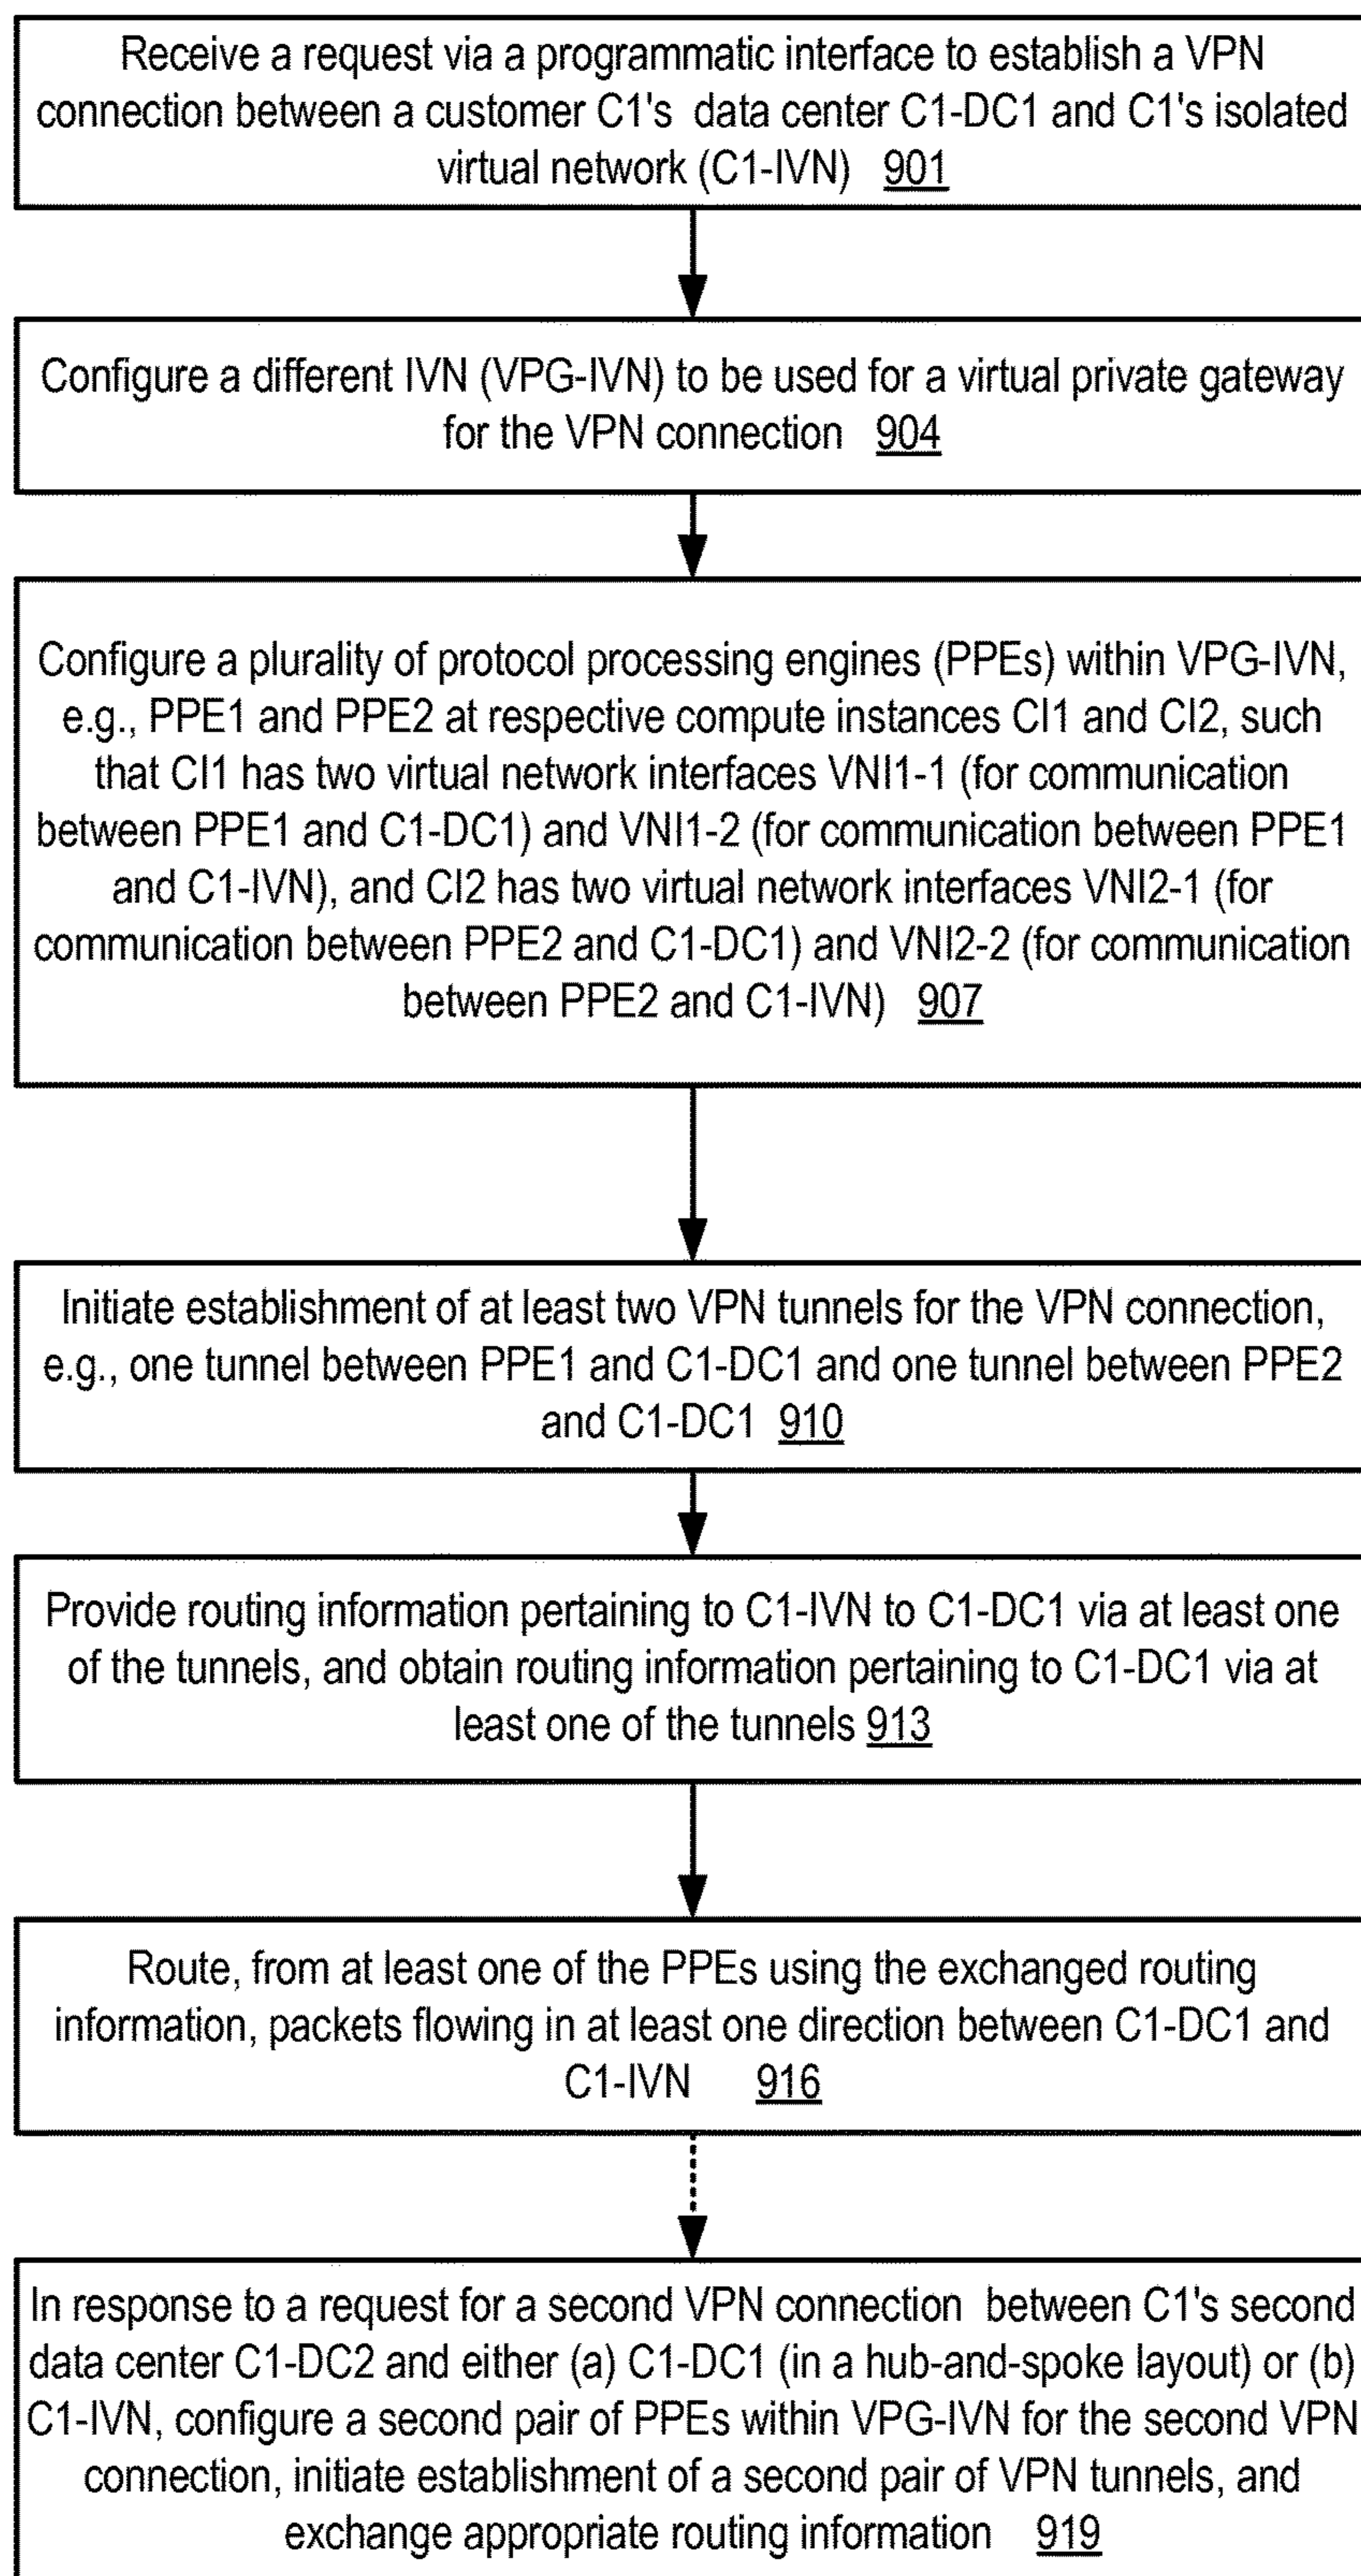 Receive a request via a programmatic interface to establish a VPN
connection between a customer C1's data center C1-DC1 and C1's isolated
virtual network (C1-IVN) 901
Configure a different IVN (VPG-IVN) to be used for a virtual private gateway
for the VPN connection 904
Configure a plurality of protocol processing engines (PPEs) within VPG-IVN,
e.g., PPE1 and PPE2 at respective compute instances CI1 and CI2, such
that CI1 has two virtual network interfaces VNI1-1 (for communication
between PPE1 and C1-DC1) and VNI1-2 (for communication between PPE1
and C1-IVN), and CI2 has two virtual network interfaces VNI2-1 (for
communication between PPE2 and C1-DC1) and VNI2-2 (for communication
between PPE2 and C1-IVN) 907
Initiate establishment of at least two VPN tunnels for the VPN connection,
e.g., one tunnel between PPE1 and C1-DC1 and one tunnel between PPE2
and C1-DC1 910
Provide routing information pertaining to C1-IVN to C1-DC1 via at least one
of the tunnels, and obtain routing information pertaining to C1-DC1 via at
least one of the tunnels 913
Route, from at least one of the PPEs using the exchanged routing
information, packets flowing in at least one direction between C1-DC1 and
C1-IVN 916
In response to a request for a second VPN connection between C1's second
data center C1-DC2 and either (a) C1-DC1 (in a hub-and-spoke layout) or (b)
C1-IVN, configure a second pair of PPEs within VPG-IVN for the second VPN
connection, initiate establishment of a second pair of VPN tunnels, and
exchange appropriate routing information 919